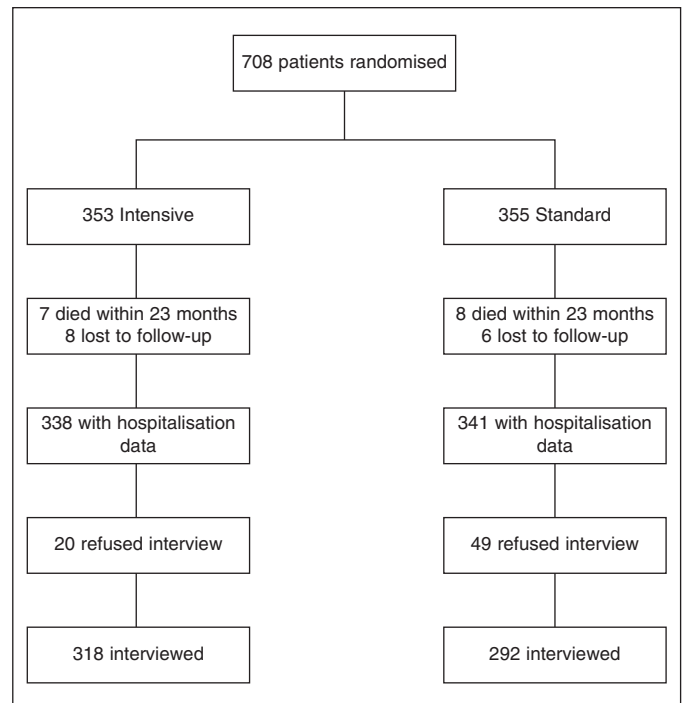 708 patients randomised
353 Intensive
355 Standard
7 died within 23 months
8 lost to follow-up
8 died within 23 months
6 lost to follow-up
338 with hospitalisation
data
341 with hospitalisation
data
20 refused interview
49 refused interview
318 interviewed
292 interviewed